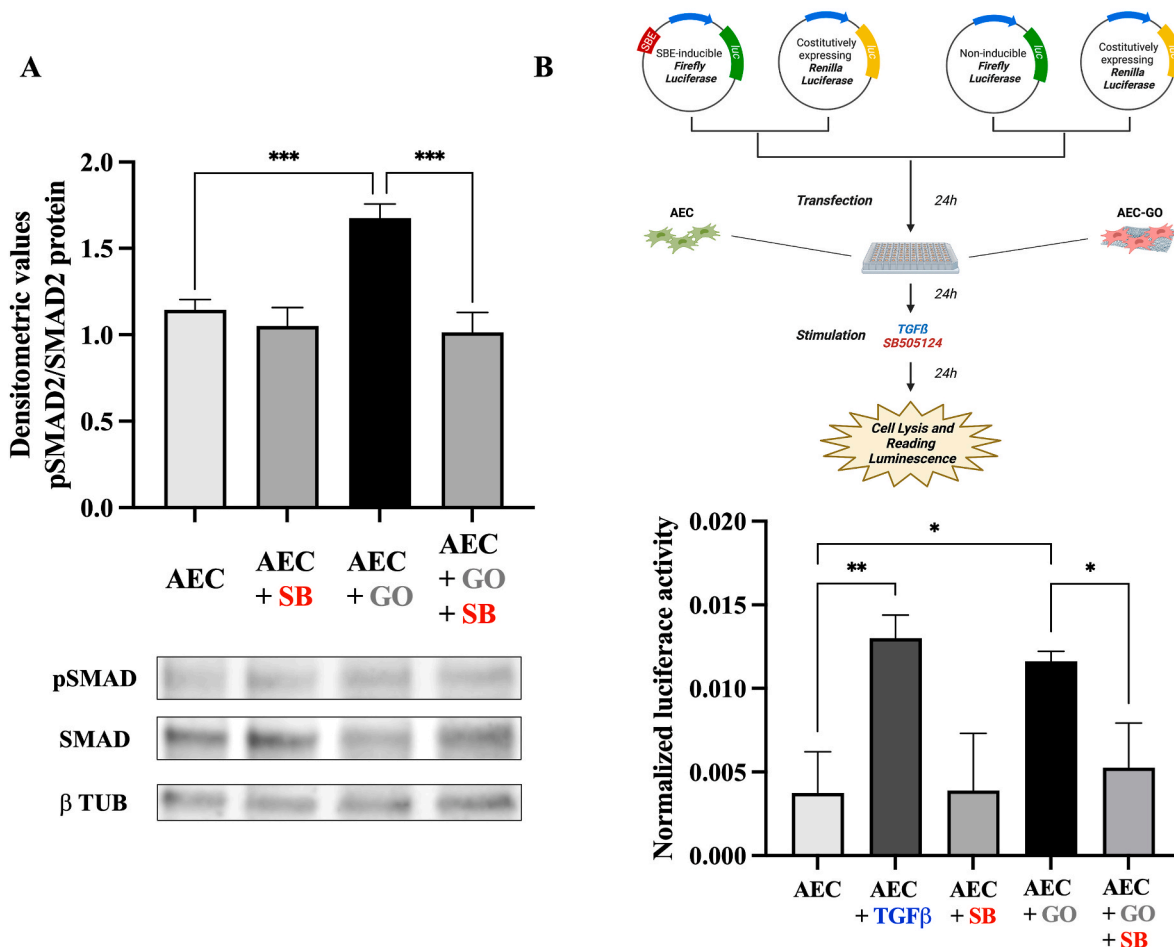 A
Densitometric values
pSMAD2/SMAD2 protein
2.0
1.5
1.0
0.5
0.0
***
***
AEC
AEC
+ SB
AEC
+ GO
AEC
+ GO
+ SB
pSMAD
SMAD
β TUB
B
SBE
luc
SBE-inducible
Firefly
Luciferase
luc
Costitutively
expressing
Renilla
Luciferase
luc
Non-inducible
Firefly
Luciferase
luc
Costitutively
expressing
Renilla
Luciferase
Transfection
24h
AEC
AEC-GO
24h
Stimulation
TGFß
SB505124
24h
Cell Lysis and
Reading
Luminescence
Normalized luciferace activity
0.020
0.015
0.010
0.005
0.000
*
**
*
AEC
AEC
+ TGFβ
AEC
+ SB
AEC
+ GO
AEC
+ GO
+ SB